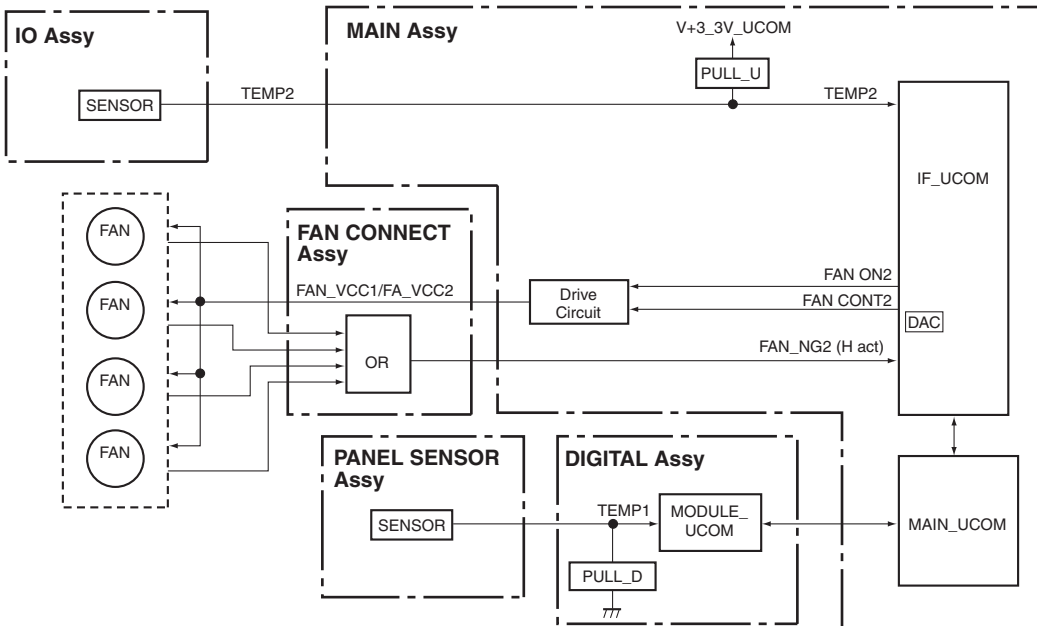 IO Assy
MAIN Assy
V+3_3V_UCOM
PULL_U
SENSOR
TEMP2
TEMP2
IF_UCOM
FAN
FAN
FAN
FAN
FAN CONNECT
Assy
FAN_VCC1/FA_VCC2
OR
Drive
Circuit
FAN ON2
FAN CONT2
DAC
FAN_NG2 (H act)
PANEL SENSOR
Assy
SENSOR
DIGITAL Assy
TEMP1
MODULE_
UCOM
PULL_D
MAIN_UCOM